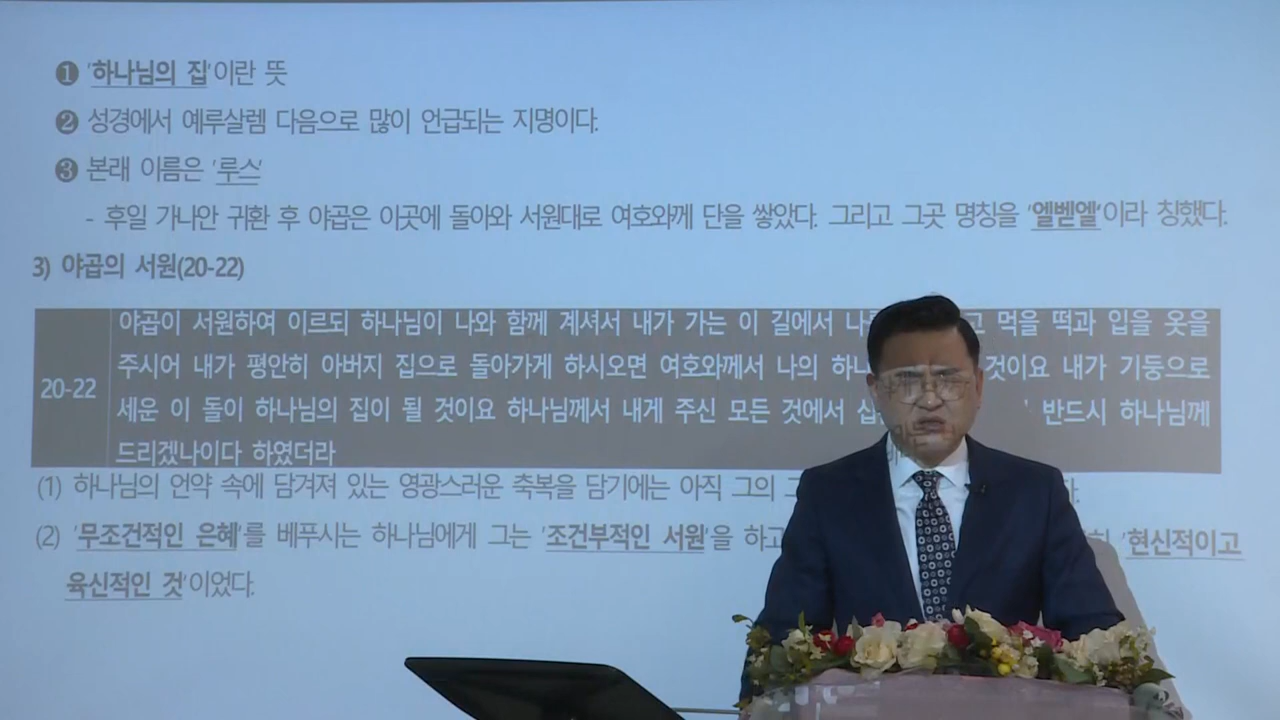 ❶ '하나님의 집'이란 뜻
❷ 성경에서 예루살렘 다음으로 많이 언급되는 지명이다.
❸ 본래 이름은 '루스'
- 후일 가나안 귀환 후 야곱은 이곳에 돌아와 서원대로 여호와께 단을 쌓았다. 그리고 그곳 명칭을 '엘벧엘'이라 칭했다.
3) 야곱의 서원(20-22)
20-22
야곱이 서원하여 이르되 하나님이 나와 함께 계셔서 내가 가는 이 길에서 먹을 떡과 입을 옷을
주시어 내가 평안히 아버지 집으로 돌아가게 하시오면 여호와께서 나의 것이요 내가 기둥으로
세운 이 돌이 하나님의 집이 될 것이요 하나님께서 내게 주신 모든 것에서 반드시 하나님께
드리겠나이다 하였더라
(1) 하나님의 언약 속에 담겨져 있는 영광스러운 축복을 담기에는 아직 그의
(2) '무조건적인 은혜'를 베푸시는 하나님에게 그는 '조건부적인 서원'을 '현신적이고
육신적인 것'이었다.